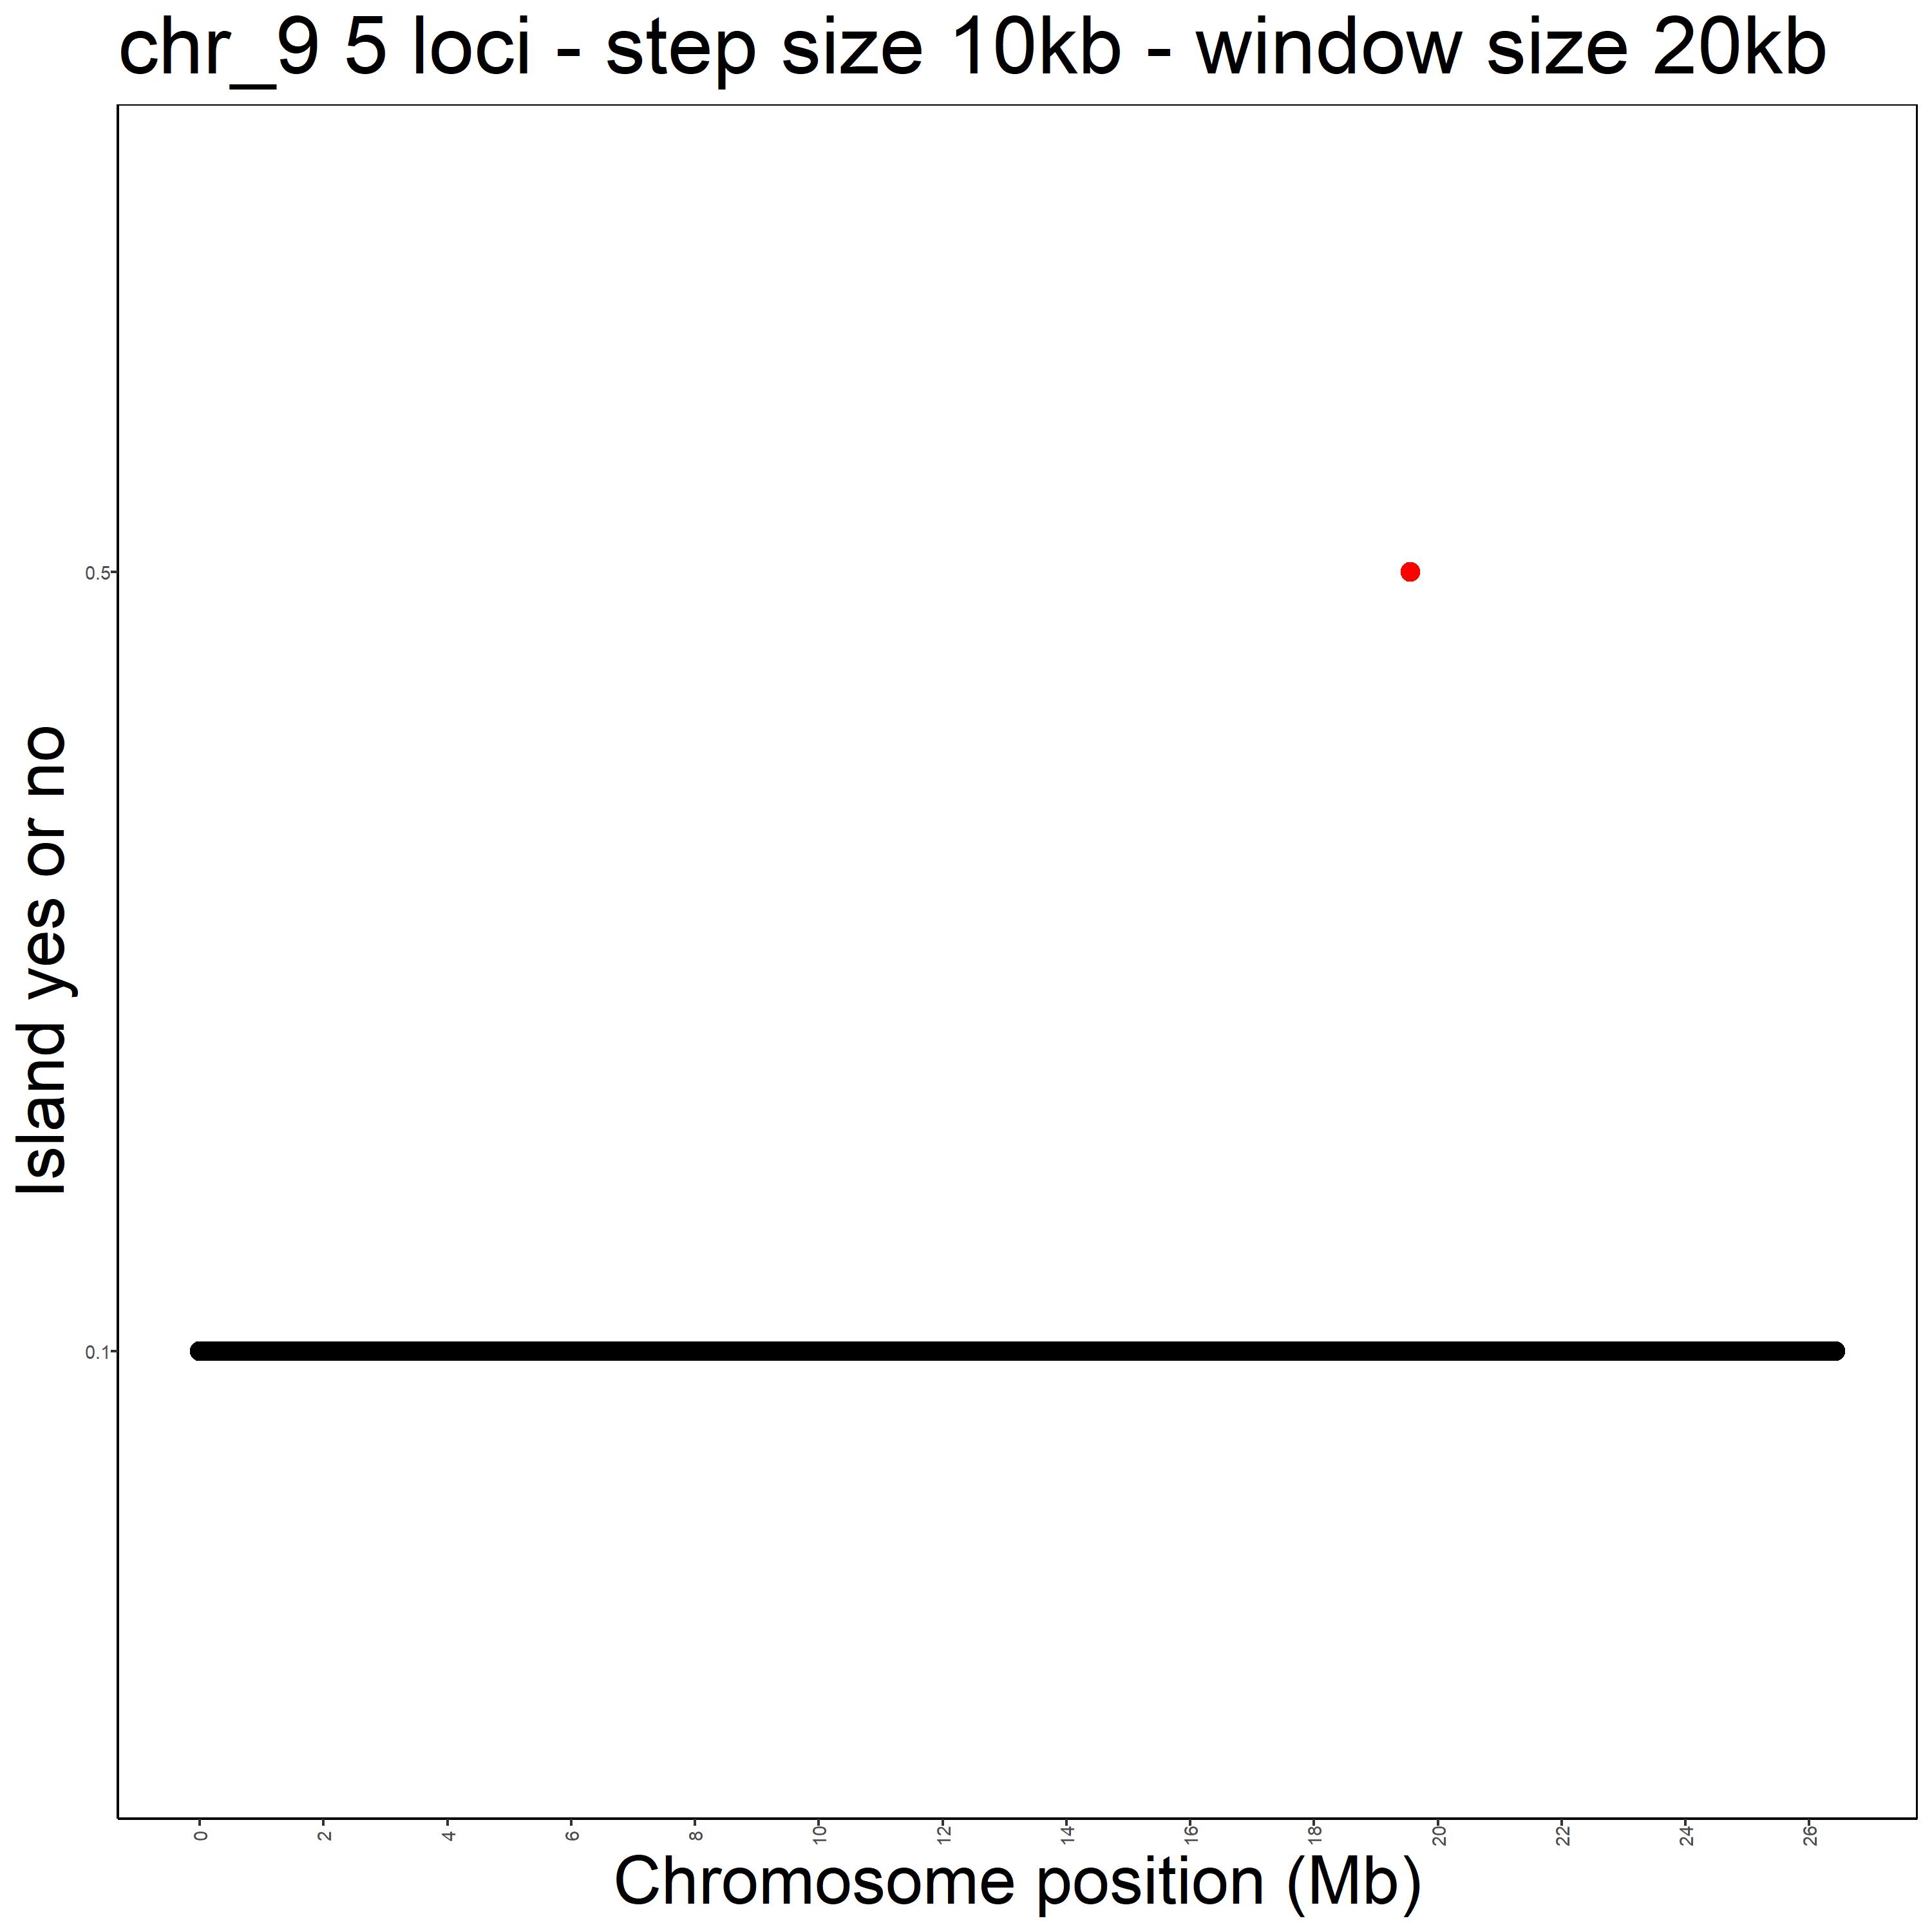 chr_9 5 loci - step size 10kb - window size 20kb
Island yes or no
0.5
0.1
0 2 4 6 8 10 12 14 16 18 20 22 24 26
Chromosome position (Mb)